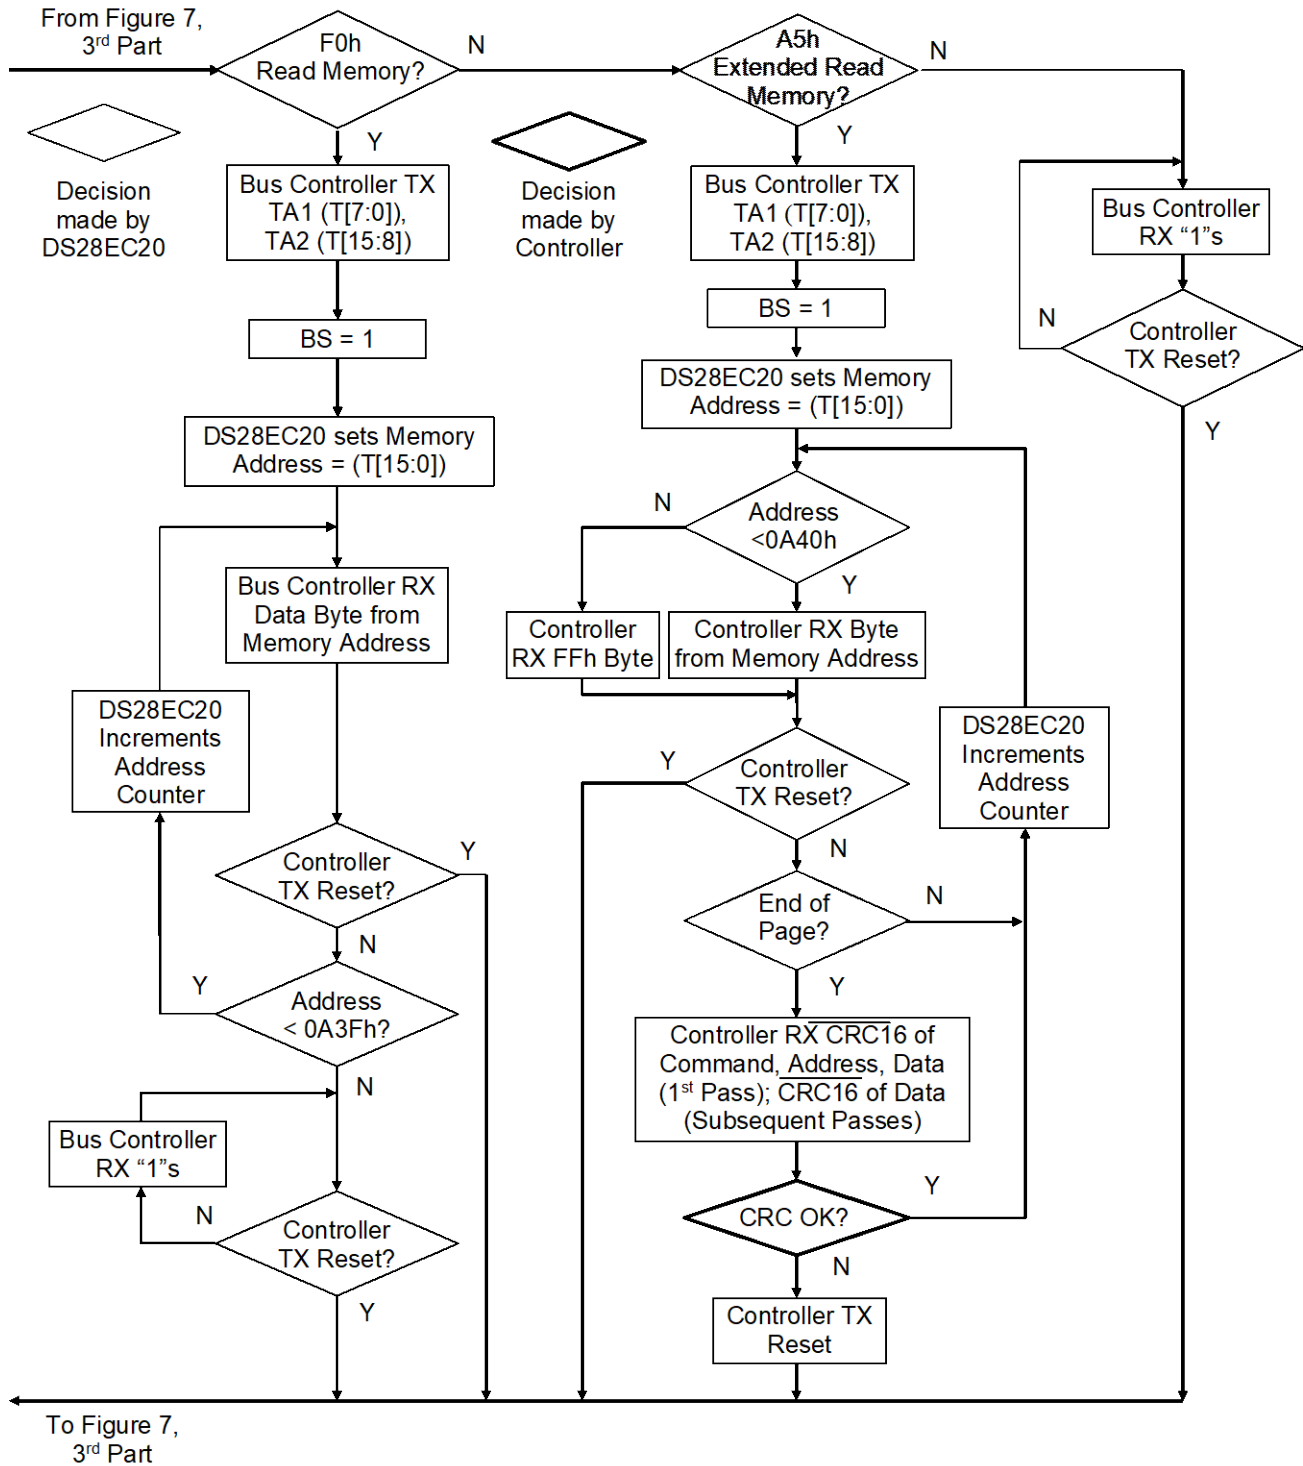 From Figure 7,
3rd Part
F0h
Read Memory?
N
A5h
Extended Read
Memory?
N
Decision
made by
DS28EC20
Y
Decision
made by
Controller
Y
Bus Controller TX
TA1 (T[7:0]),
TA2 (T[15:8])
Bus Controller TX
TA1 (T[7:0]),
TA2 (T[15:8])
Bus Controller
RX “1”s
BS = 1
BS = 1
N
Controller
TX Reset?
Y
DS28EC20 sets Memory
Address = (T[15:0])
DS28EC20 sets Memory
Address = (T[15:0])
N
Address
<0A40h
Y
Bus Controller RX
Data Byte from
Memory Address
Controller
RX FFh Byte
Controller RX Byte
from Memory Address
DS28EC20
Increments
Address
Counter
Y
Controller
TX Reset?
N
DS28EC20
Increments
Address
Counter
Controller
TX Reset?
Y
N
End of
Page?
N
Y
Y
Address
< 0A3Fh?
N
Controller RX CRC16 of
Command, Address, Data
(1st Pass); CRC16 of Data
(Subsequent Passes)
Bus Controller
RX “1”s
N
Controller
TX Reset?
Y
CRC OK?
Y
N
Controller TX
Reset
To Figure 7,
3rd Part